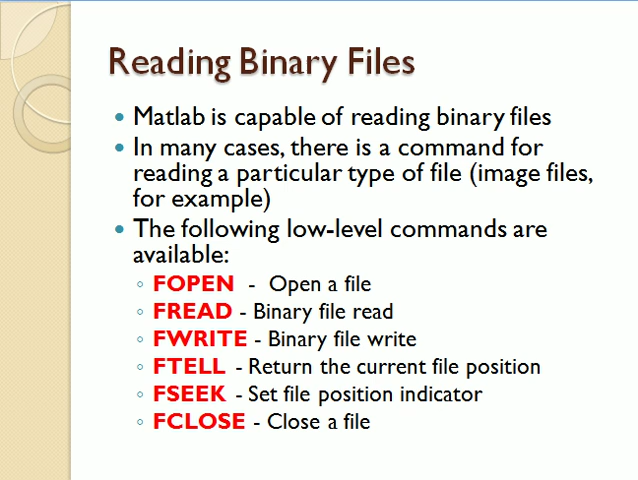 Reading Binary Files
• Matlab is capable of reading binary files
• In many cases, there is a command for
reading a particular type of file (image files,
for example)
• The following low-level commands are
available:
◦ FOPEN - Open a file
◦ FREAD - Binary file read
◦ FWRITE - Binary file write
◦ FTELL - Return the current file position
◦ FSEEK - Set file position indicator
◦ FCLOSE - Close a file